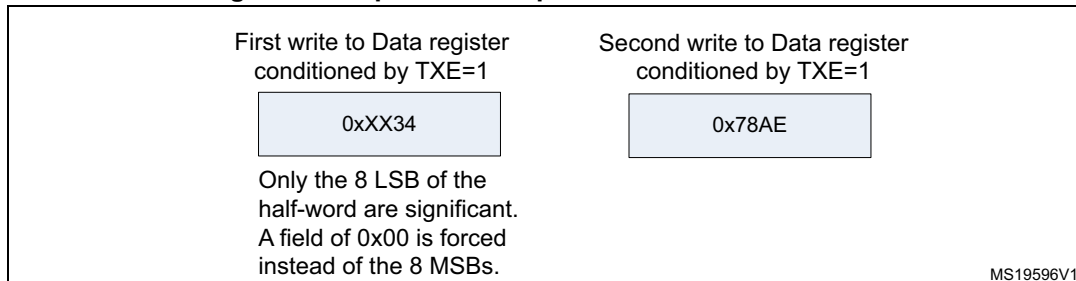 First write to Data register
conditioned by TXE=1
0xXX34
Only the 8 LSB of the
half-word are significant.
A field of 0x00 is forced
instead of the 8 MSBs.
Second write to Data register
conditioned by TXE=1
0x78AE
MS19596V1